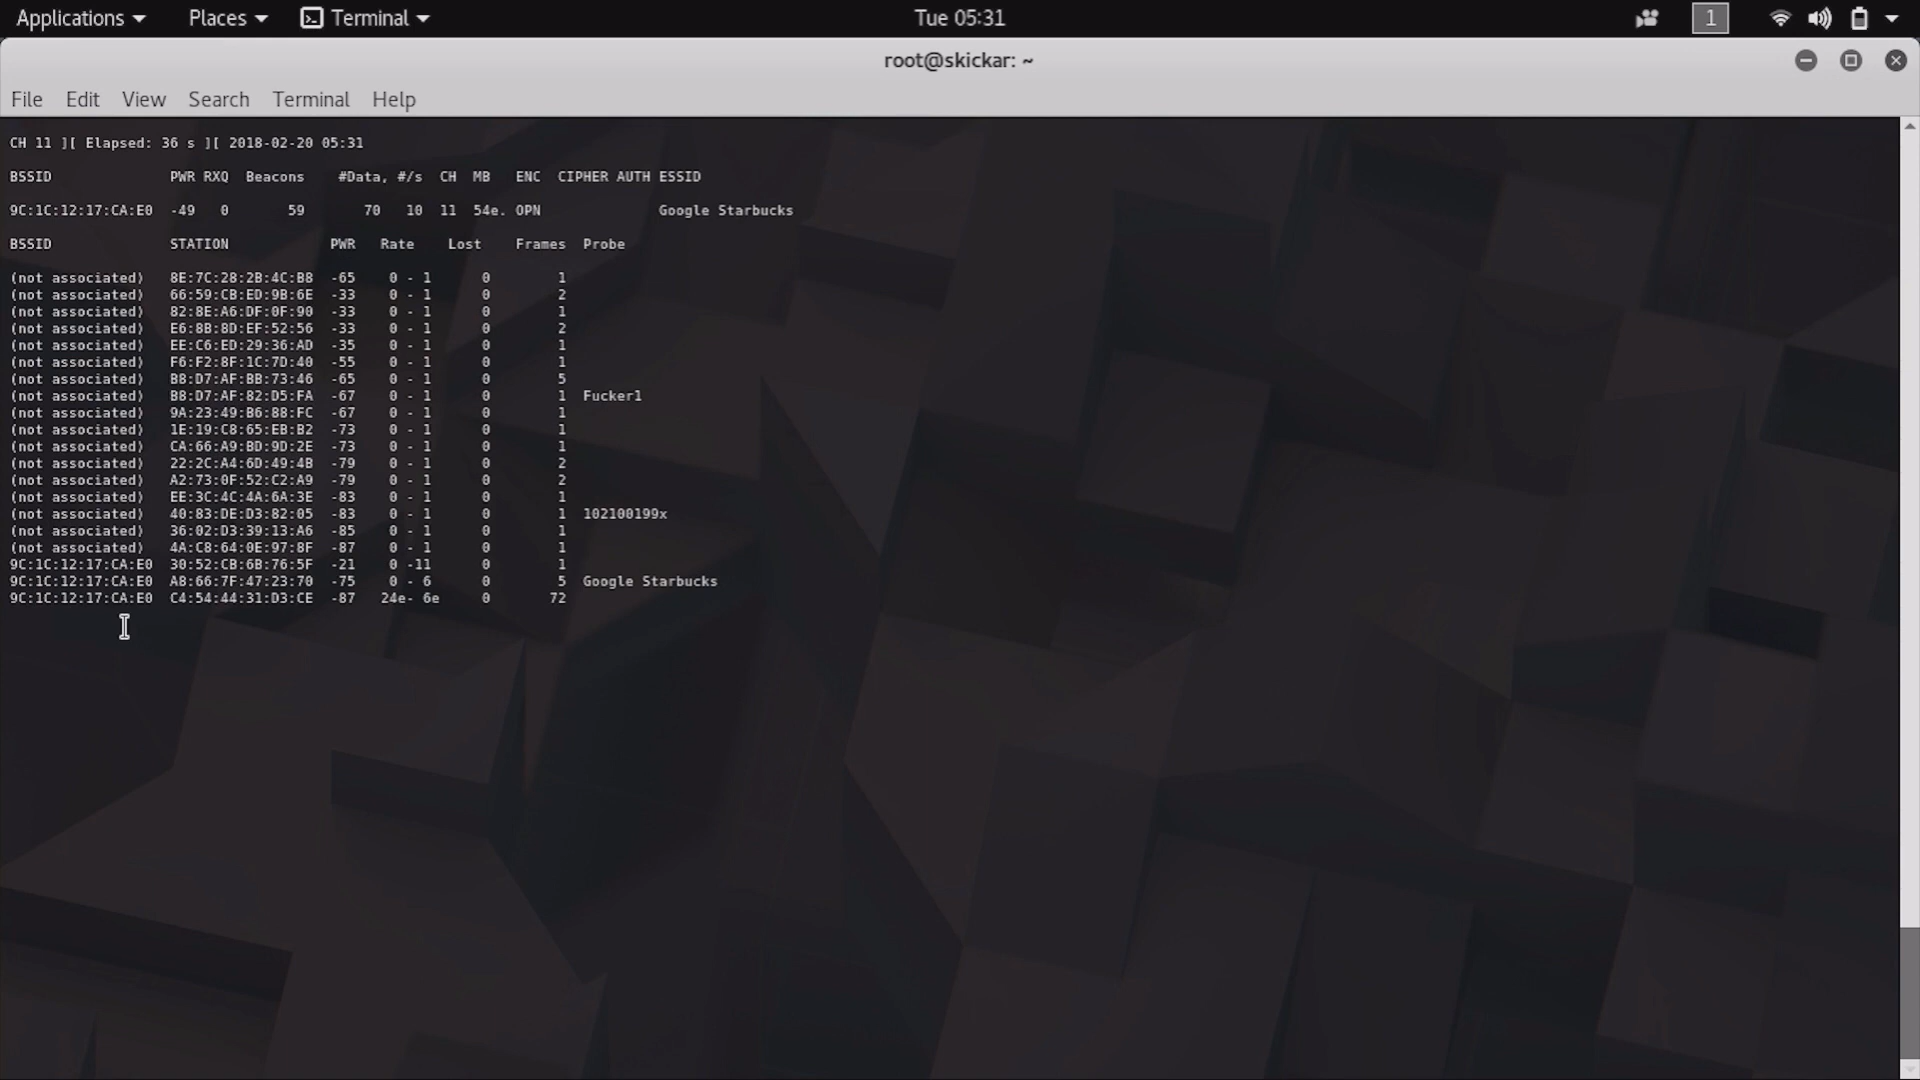 Applications Places Terminal Tue 05:31 1
root@skickar: ~
File Edit View Search Terminal Help
CH 11 ][ Elapsed: 36 s ][ 2018-02-20 05:31
BSSID PWR RXQ Beacons #Data, #/s CH MB ENC CIPHER AUTH ESSID
9C:1C:12:17:CA:E0 -49 0 59 70 10 11 54e. OPN Google Starbucks
BSSID STATION PWR Rate Lost Frames Probe
(not associated) 8E:7C:28:2B:4C:B8 -65 0 - 1 0 1
(not associated) 66:59:CB:ED:9B:6E -33 0 - 1 0 2
(not associated) 82:8E:A6:DF:0F:90 -33 0 - 1 0 1
(not associated) E6:8B:8D:EF:52:56 -33 0 - 1 0 2
(not associated) EE:C6:ED:29:36:AD -35 0 - 1 0 1
(not associated) F6:F2:8F:1C:7D:40 -55 0 - 1 0 1
(not associated) B8:D7:AF:BB:73:46 -65 0 - 1 0 5
(not associated) B8:D7:AF:82:D5:FA -67 0 - 1 0 1 Fucker1
(not associated) 9A:23:49:B6:88:FC -67 0 - 1 0 1
(not associated) 1E:19:C8:65:EB:B2 -73 0 - 1 0 1
(not associated) CA:66:A9:BD:9D:2E -73 0 - 1 0 1
(not associated) 22:2C:A4:6D:49:4B -79 0 - 1 0 2
(not associated) A2:73:0F:52:C2:A9 -79 0 - 1 0 2
(not associated) EE:3C:4C:4A:6A:3E -83 0 - 1 0 1
(not associated) 40:83:DE:D3:82:05 -83 0 - 1 0 1 102100199x
(not associated) 36:02:D3:39:13:A6 -85 0 - 1 0 1
(not associated) 4A:C8:64:0E:97:8F -87 0 - 1 0 1
9C:1C:12:17:CA:E0 30:52:CB:6B:76:5F -21 0 -11 0 1
9C:1C:12:17:CA:E0 A8:66:7F:47:23:70 -75 0 - 6 0 5 Google Starbucks
9C:1C:12:17:CA:E0 C4:54:44:31:D3:CE -87 24e- 6e 0 72